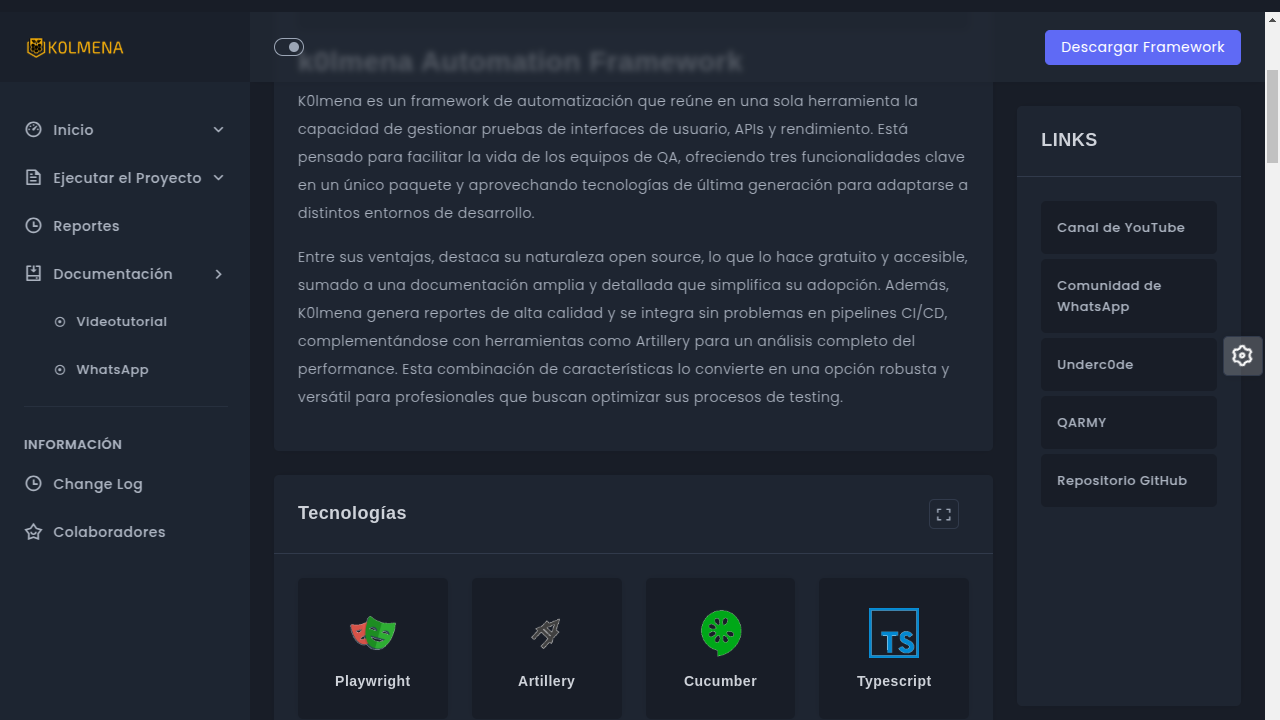 KOLMENA
Descargar Framework
k0lmena Automation Framework
Inicio
Ejecutar el Proyecto
Reportes
Documentación
Videotutorial
WhatsApp
INFORMACIÓN
Change Log
Colaboradores
K0lmena es un framework de automatización que reúne en una sola herramienta la
capacidad de gestionar pruebas de interfaces de usuario, APIs y rendimiento. Está
pensado para facilitar la vida de los equipos de QA, ofreciendo tres funcionalidades clave
en un único paquete y aprovechando tecnologías de última generación para adaptarse a
distintos entornos de desarrollo.
Entre sus ventajas, destaca su naturaleza open source, lo que lo hace gratuito y accesible,
sumado a una documentación amplia y detallada que simplifica su adopción. Además,
K0lmena genera reportes de alta calidad y se integra sin problemas en pipelines CI/CD,
complementándose con herramientas como Artillery para un análisis completo del
performance. Esta combinación de características lo convierte en una opción robusta y
versátil para profesionales que buscan optimizar sus procesos de testing.
Tecnologías
Playwright
Artillery
Cucumber
TS
Typescript
LINKS
Canal de YouTube
Comunidad de
WhatsApp
Underc0de
QARMY
Repositorio GitHub